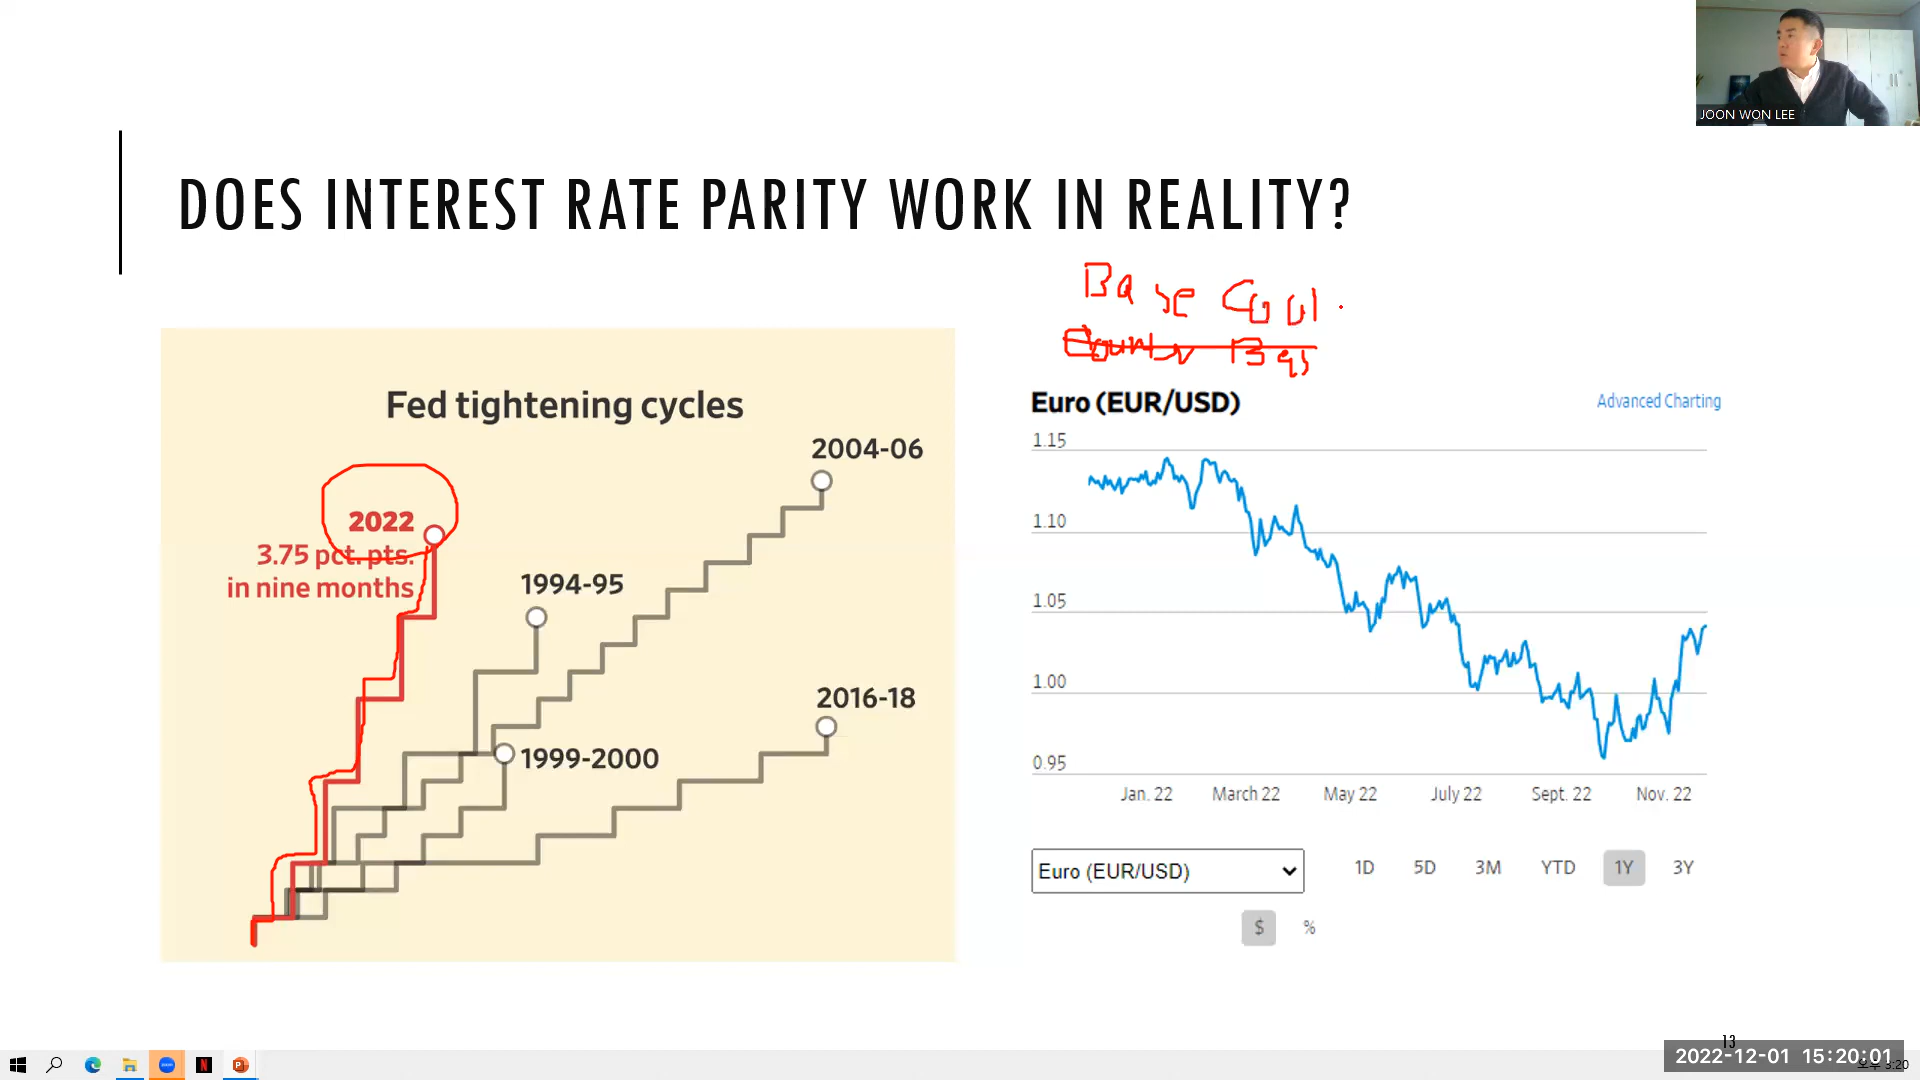 JOON WON LEE
DOES INTEREST RATE PARITY WORK IN REALITY?
Base
Fed tightening cycles
2004-06
2022
3.75 pct. pts.
in nine months
1994-95
2016-18
1999-2000
Euro (EUR/USD)
Advanced Charting
1.15
1.10
1.05
1.00
0.95
Jan. 22 March 22 May 22 July 22 Sept. 22 Nov. 22
Euro (EUR/USD)
1D 5D 3M YTD 1Y 3Y
$ %
13
2022-12-01 15:20:01